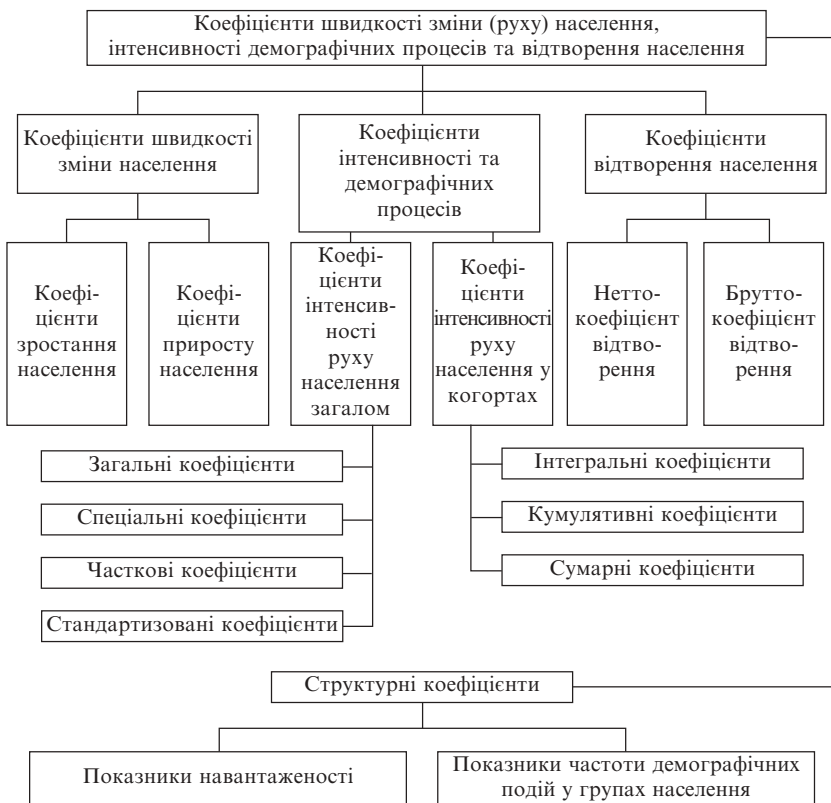 Коефіцієнти швидкості зміни (руху) населення,
інтенсивності демографічних процесів та відтворення населення
Коефіцієнти швидкості
зміни населення
Коефіцієнти
інтенсивності та
демографічних
процесів
Коефіцієнти
відтворення населення
Коефі-
цієнти
зростання
населення
Коефі-
цієнти
приросту
населення
Коефі-
цієнти
інтенсив-
ності
руху
населення
загалом
Коефі-
цієнти
інтенсивності
руху
населення у
когортах
Нетто-
коефіцієнт
відтво-
рення
Брутто-
коефіцієнт
відтво-
рення
Загальні коефіцієнти
Спеціальні коефіцієнти
Часткові коефіцієнти
Стандартизовані коефіцієнти
Інтегральні коефіцієнти
Кумулятивні коефіцієнти
Сумарні коефіцієнти
Структурні коефіцієнти
Показники навантаженості
Показники частоти демографічних
подій у групах населення